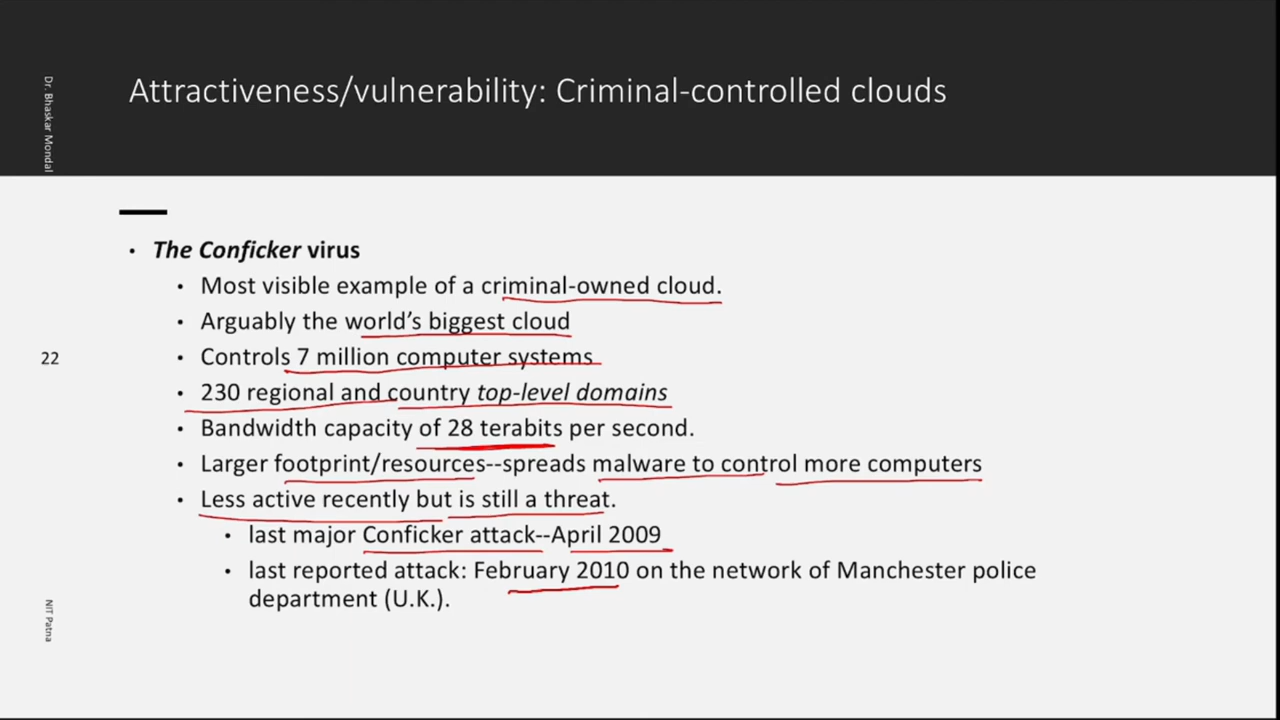 Dr. Bhaskar Mondal
Attractiveness/vulnerability: Criminal-controlled clouds
• The Conficker virus
• Most visible example of a criminal-owned cloud.
• Arguably the world’s biggest cloud
• Controls 7 million computer systems
22
• 230 regional and country top-level domains
• Bandwidth capacity of 28 terabits per second.
• Larger footprint/resources--spreads malware to control more computers
• Less active recently but is still a threat.
• last major Conficker attack--April 2009
• last reported attack: February 2010 on the network of Manchester police
department (U.K.).
NIT Patna